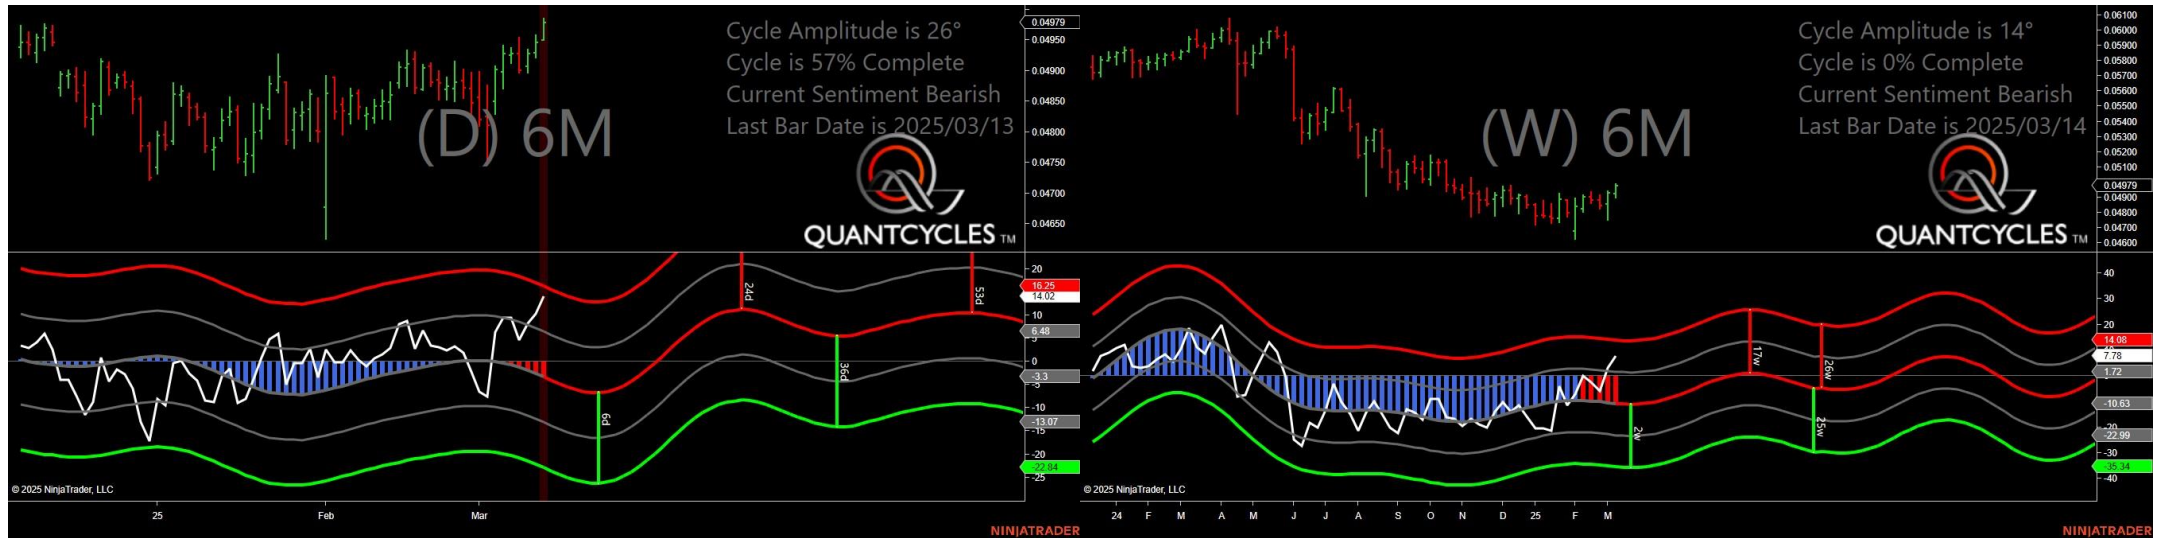 Cycle Amplitude is 26°
Cycle is 57% Complete
Current Sentiment Bearish
Last Bar Date is 2025/03/13
(D) 6M
QUANTCYCLES TM
0.04979
0.04950
0.04900
0.04850
0.04800
0.04750
0.04700
0.04650
20
16.25
14.02
10
6.48
5
0
-3.3
-5
-10
-13.07
-15
-20
-22.84
-25
6d
24d
36d
53d
© 2025 NinjaTrader, LLC
25
Feb
Mar
NINJATRADER
Cycle Amplitude is 14°
Cycle is 0% Complete
Current Sentiment Bearish
Last Bar Date is 2025/03/14
(W) 6M
QUANTCYCLES TM
0.06100
0.06000
0.05900
0.05800
0.05700
0.05600
0.05500
0.05400
0.05300
0.05200
0.05100
0.04979
0.04900
0.04800
0.04700
0.04600
40
30
20
14.08
7.78
1.72
-10.63
-20
-22.99
-30
-35.34
-40
2w
17w
25w
26w
© 2025 NinjaTrader, LLC
24 F M A M J J A S O N D 25 F M
NINJATRADER